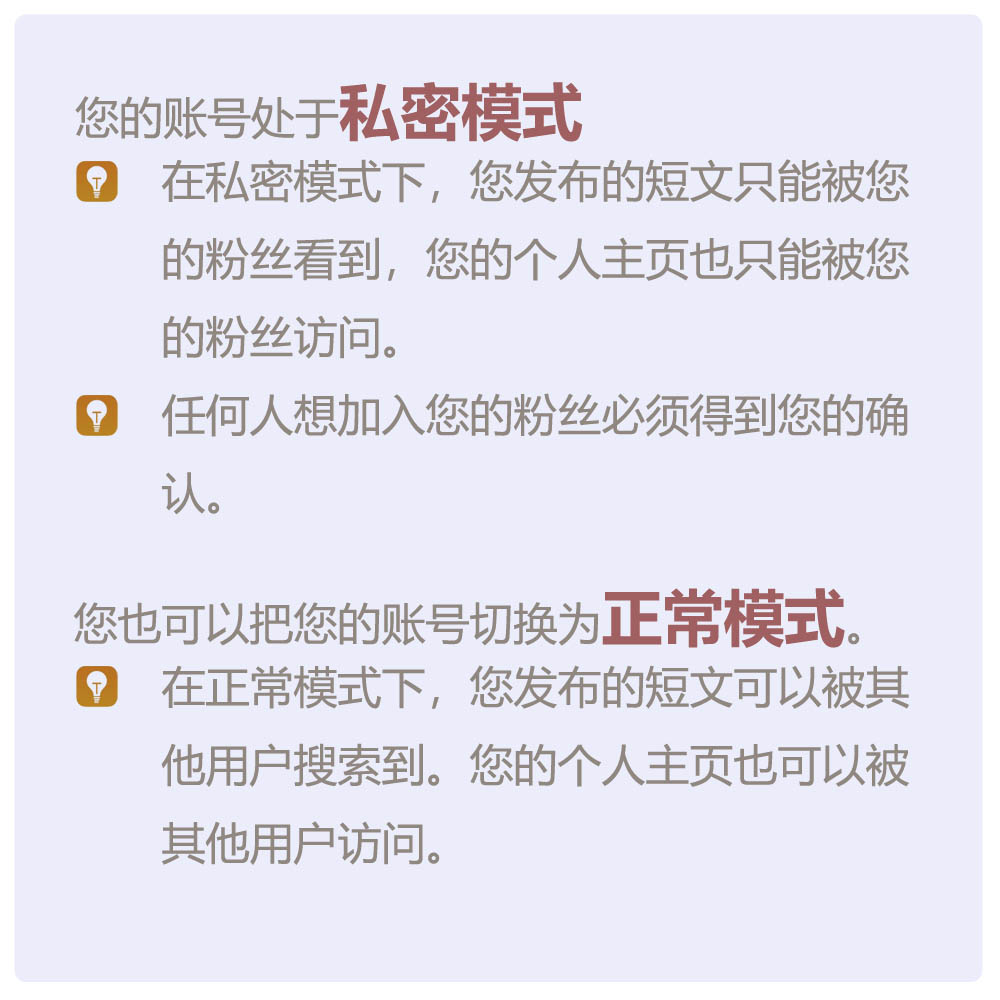 您的账号处于私密模式
在私密模式下，您发布的短文只能被您
的粉丝看到，您的个人主页也只能被您
的粉丝访问。
任何人想加入您的粉丝必须得到您的确
认。
您也可以把您的账号切换为正常模式。
在正常模式下，您发布的短文可以被其
他用户搜索到。您的个人主页也可以被
其他用户访问。